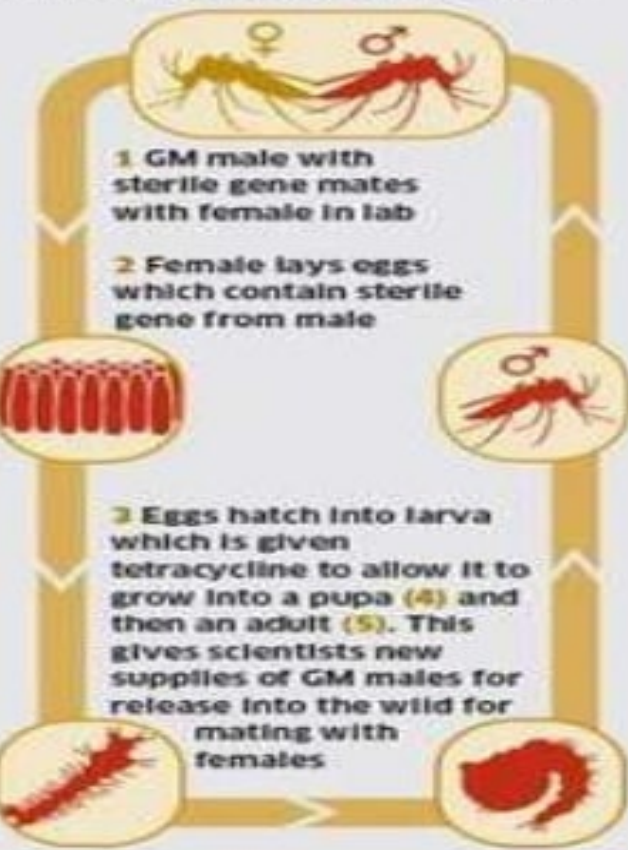 1 GM male with
sterile gene mates
with female in lab
2 Female lays eggs
which contain sterile
gene from male
3 Eggs hatch into larva
which is given
tetracycline to allow it to
grow into a pupa (4) and
then an adult (5). This
gives scientists new
supplies of GM males for
release into the wild for
mating with
females